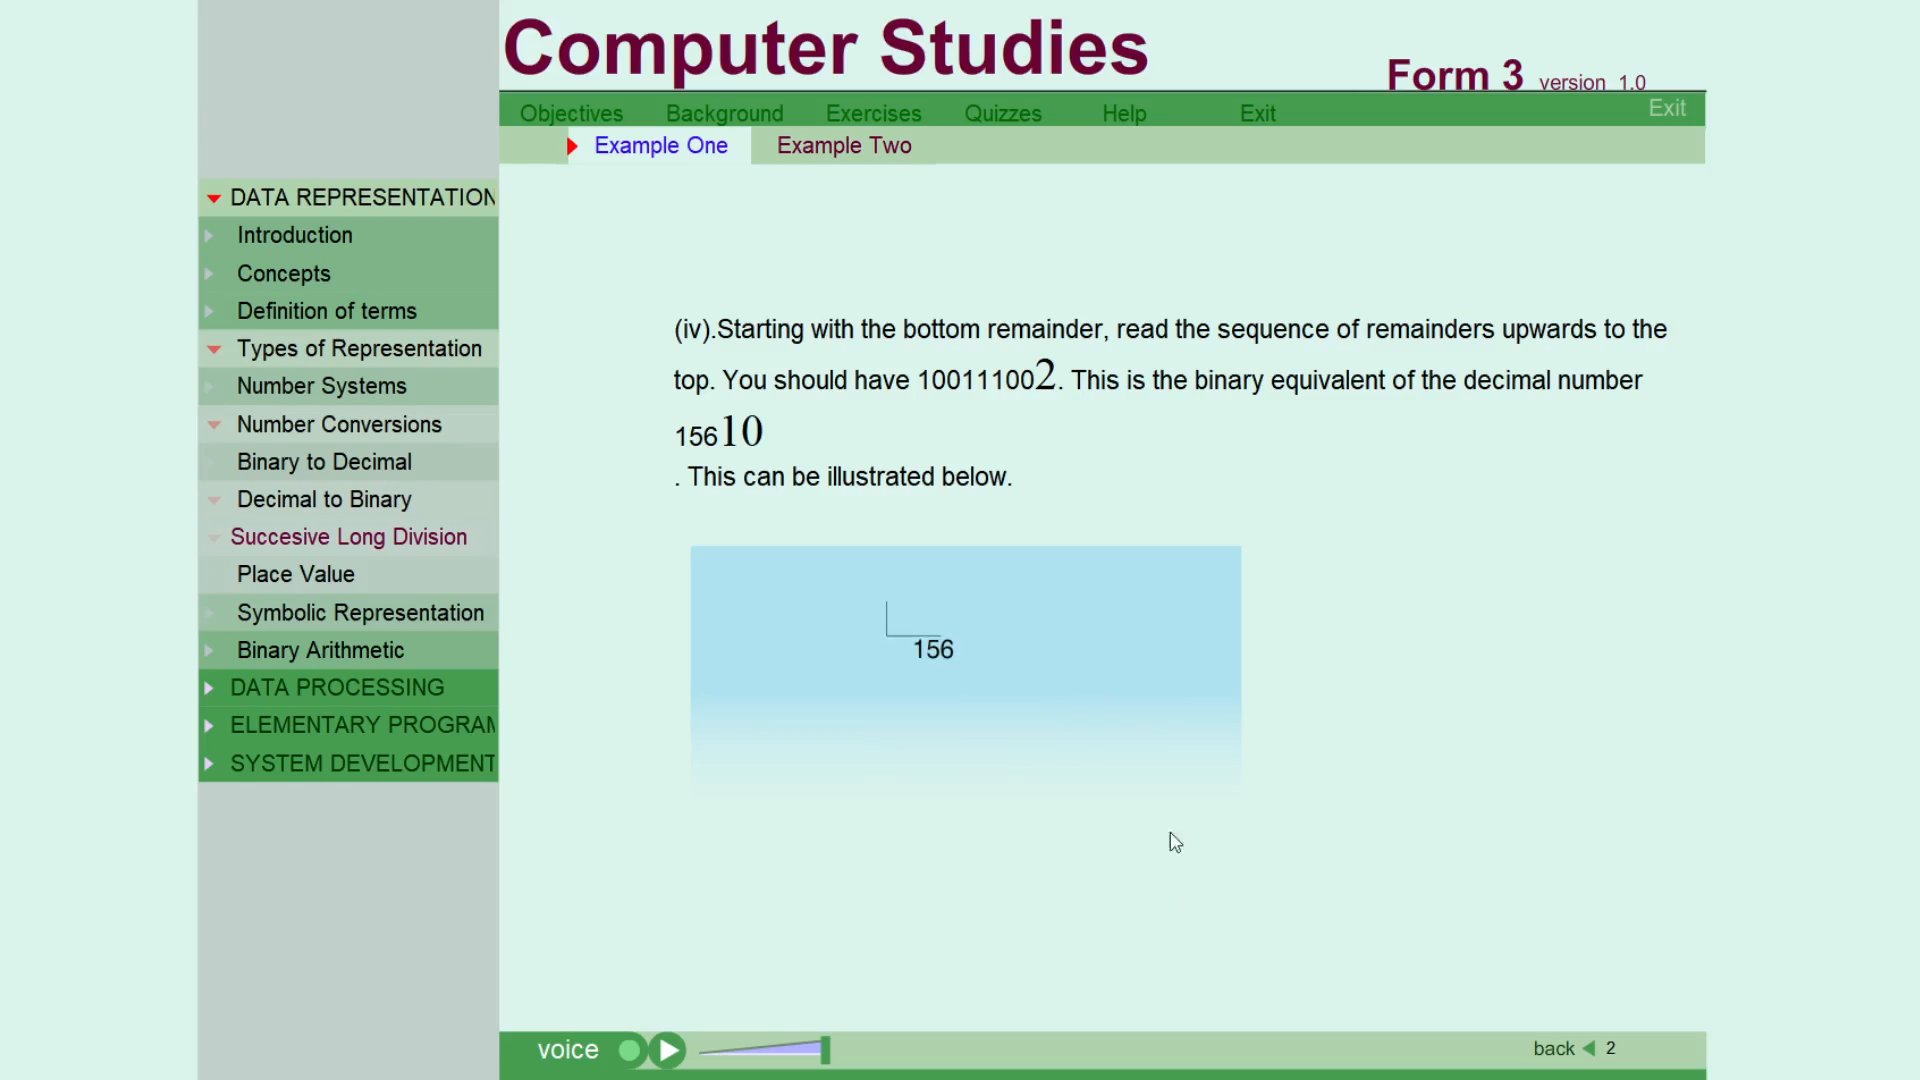 Computer Studies
Form 3 version 1.0
Objectives Background Exercises Quizzes Help Exit Exit
Example One Example Two
DATA REPRESENTATION
Introduction
Concepts
Definition of terms
Types of Representation
Number Systems
Number Conversions
Binary to Decimal
Decimal to Binary
Succesive Long Division
Place Value
Symbolic Representation
Binary Arithmetic
DATA PROCESSING
ELEMENTARY PROGRAM
SYSTEM DEVELOPMENT
(iv).Starting with the bottom remainder, read the sequence of remainders upwards to the
top. You should have 100111002. This is the binary equivalent of the decimal number
15610
. This can be illustrated below.
156
voice
back 2